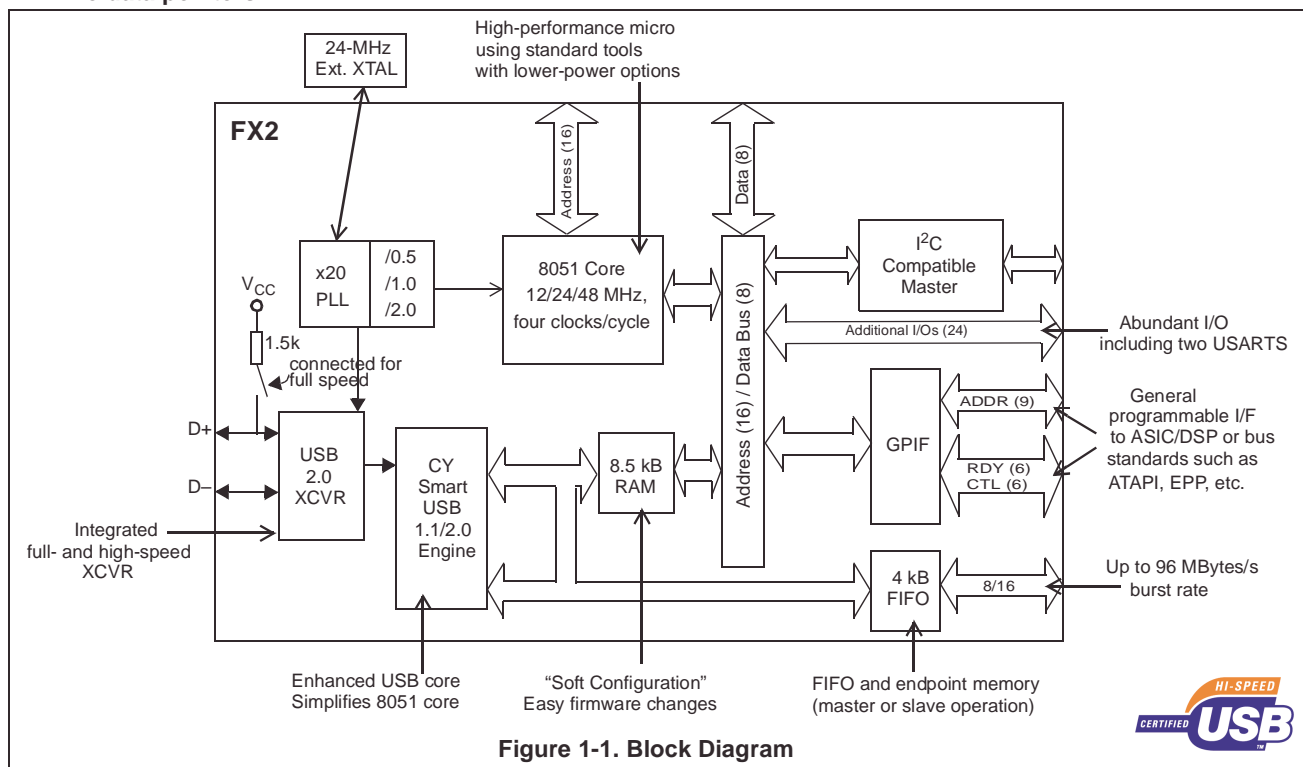 High-performance micro
using standard tools
with lower-power options
24-MHz
Ext. XTAL
FX2
Address (16)
Data (8)
x20
PLL
/0.5
/1.0
/2.0
8051 Core
12/24/48 MHz,
four clocks/cycle
I2C
Compatible
Master
VCC
1.5k
connected for
full speed
Address (16) / Data Bus (8)
Additional I/Os (24)
Abundant I/O
including two USARTS
D+
D–
USB
2.0
XCVR
CY
Smart
USB
1.1/2.0
Engine
8.5 kB
RAM
GPIF
ADDR (9)
RDY (6)
CTL (6)
General
programmable I/F
to ASIC/DSP or bus
standards such as
ATAPI, EPP, etc.
Integrated
full- and high-speed
XCVR
4 kB
FIFO
8/16
Up to 96 MBytes/s
burst rate
Enhanced USB core
Simplifies 8051 core
“Soft Configuration”
Easy firmware changes
FIFO and endpoint memory
(master or slave operation)
HI-SPEED
CERTIFIED
USB
TM
Figure 1-1. Block Diagram